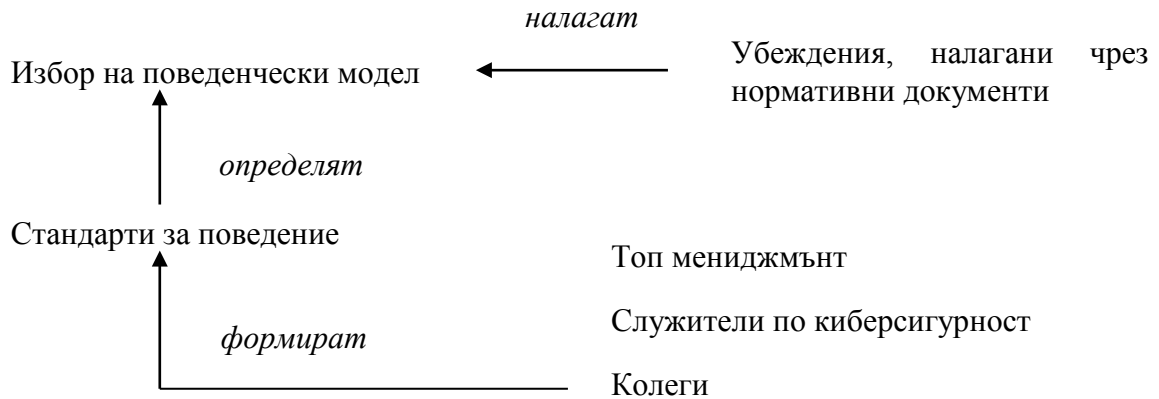 налагат
Избор на поведенчески модел
Убеждения, налагани чрез
нормативни документи
определят
Стандарти за поведение
Топ мениджмънт
Служители по киберсигурност
формират
Колеги